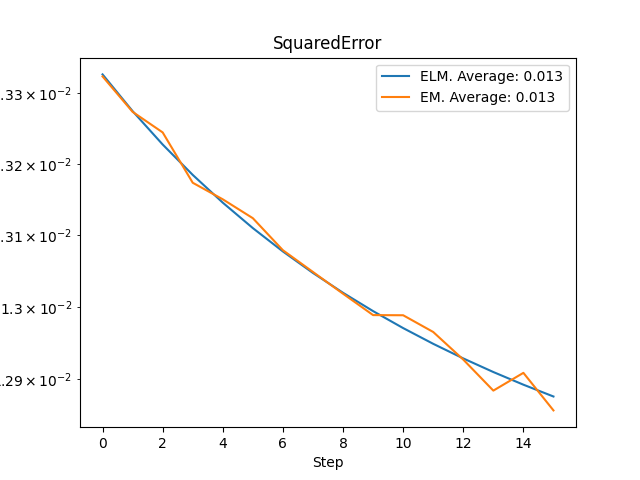 SquaredError
ELM. Average: 0.013
EM. Average: 0.013
.33 × 10⁻²
.32 × 10⁻²
.31 × 10⁻²
1.3 × 10⁻²
.29 × 10⁻²
0 2 4 6 8 10 12 14
Step